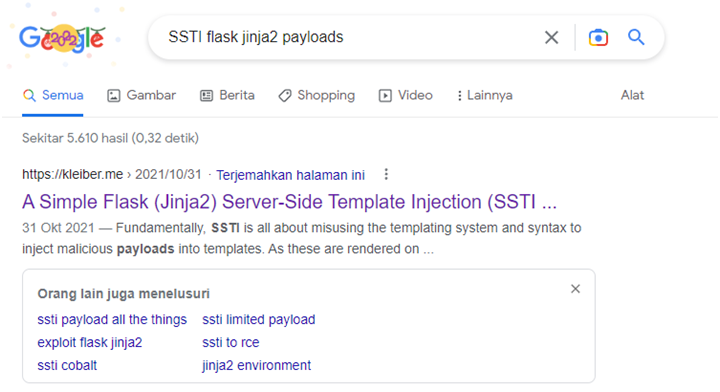 Google
SSTI flask jinja2 payloads
Semua Gambar Berita Shopping Video Lainnya Alat
Sekitar 5.610 hasil (0,32 detik)
https://kleiber.me › 2021/10/31 · Terjemahkan halaman ini
A Simple Flask (Jinja2) Server-Side Template Injection (SSTI ...
31 Okt 2021 — Fundamentally, SSTI is all about misusing the templating system and syntax to
inject malicious payloads into templates. As these are rendered on ...
Orang lain juga menelusuri
ssti payload all the things ssti limited payload
exploit flask jinja2 ssti to rce
ssti cobalt jinja2 environment